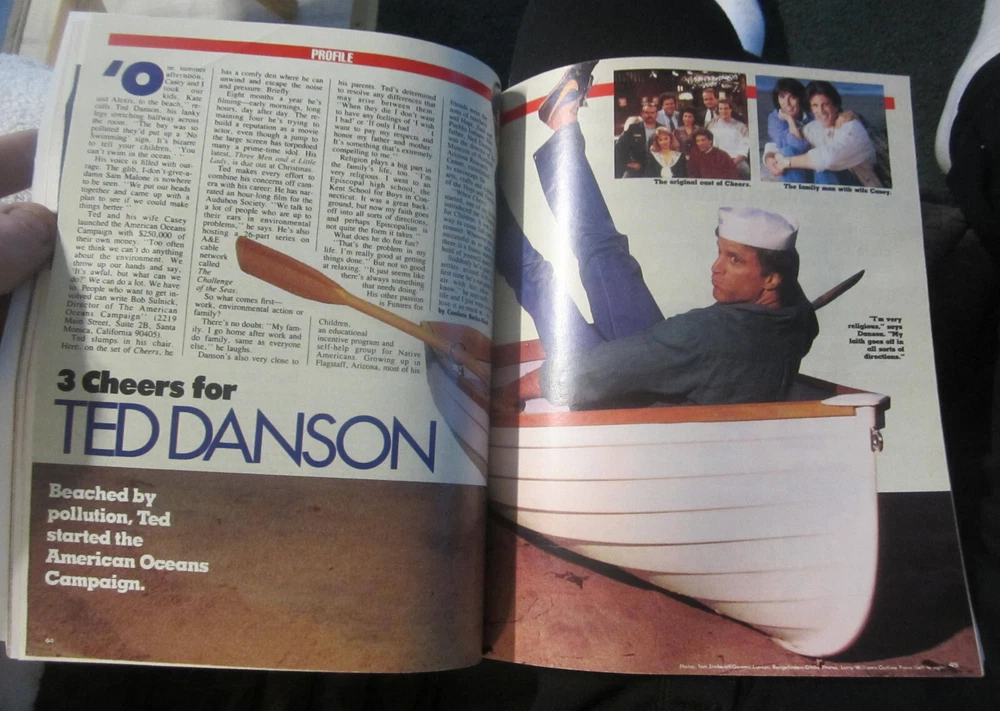 PROFILE
'One summer
afternoon,
Casey and I
took our
kids, Kate
and Alexis, to the beach," re-
calls Ted Danson, his lanky
legs stretching halfway across
the room. "The bay was so
polluted they'd put up a 'No
Swimming' sign. It's bizarre
to tell your children, 'You
can't swim in the ocean.' "
His voice is filled with out-
rage. The glib, I-don't-give-a-
damn Sam Malone is nowhere
to be seen. "We put our heads
together and came up with a
plan to see if we could make
things better."
Ted and his wife Casey
launched the American Oceans
Campaign with $250,000 of
their own money. "Too often
we think we can't do anything
about the environment. We
throw up our hands and say,
'It's awful, but what can we
do?' We can do a lot. We have
to. People who want to get in-
volved can write Bob Sulnick,
Director of The American
Oceans Campaign" (2219
Main Street, Suite 2B, Santa
Monica, California 90405).
Ted slumps in his chair.
Here, on the set of Cheers, he
has a comfy den where he can
unwind and escape the noise
and pressure. Briefly.
Eight months a year he's
filming—early mornings, long
hours, day after day. The re-
maining four he's trying to
build a reputation as a movie
actor, even though a jump to
the large screen has torpedoed
many a prime-time idol. His
latest, Three Men and a Little
Lady, is due out at Christmas.
Ted makes every effort to
combine his concerns off cam-
era with his career: He has nar-
rated an hour-long film for the
Audubon Society. "We talk to
a lot of people who are up to
their ears in environmental
problems," he says. He's also
hosting a 26-part series on
A&E
cable
network
called
The
Challenge
of the Seas.
So what comes first—
work, environmental action or
family?
There's no doubt: "My fam-
ily. I go home after work and
do family, same as everyone
else," he laughs.
Danson's also very close to
his parents. Ted's determined
to resolve any differences that
may arise between them.
"When they die I don't want
to have any feelings of 'I wish
I had' or 'If only I had.' I
want to pay my respects and
honor my father and mother.
It's something that's extremely
compelling to me."
Religion plays a big part in
the family's life, too. "I'm
very religious. I went to an
Episcopal high school, the
Kent School for Boys in Con-
necticut. It was a great back-
ground, but now my faith goes
off into all sorts of directions,
and perhaps Episcopalian is
not quite the form it takes."
What does he do for fun?
"That's the problem in my
life. I'm really good at getting
things done." But not so good
at relaxing. "It just seems like
there's always something
that needs doing."
His other passion
is Futures for
Children,
an educational
incentive program and
self-help group for Native
Americans. Growing up in
Flagstaff, Arizona, most of his
3 Cheers for
TED DANSON
Beached by
pollution, Ted
started the
American Oceans
Campaign.
The original cast of Cheers.
The family man with wife Casey.
"I'm very
religious," says
Danson. "My
faith goes off in
all sorts of
directions."